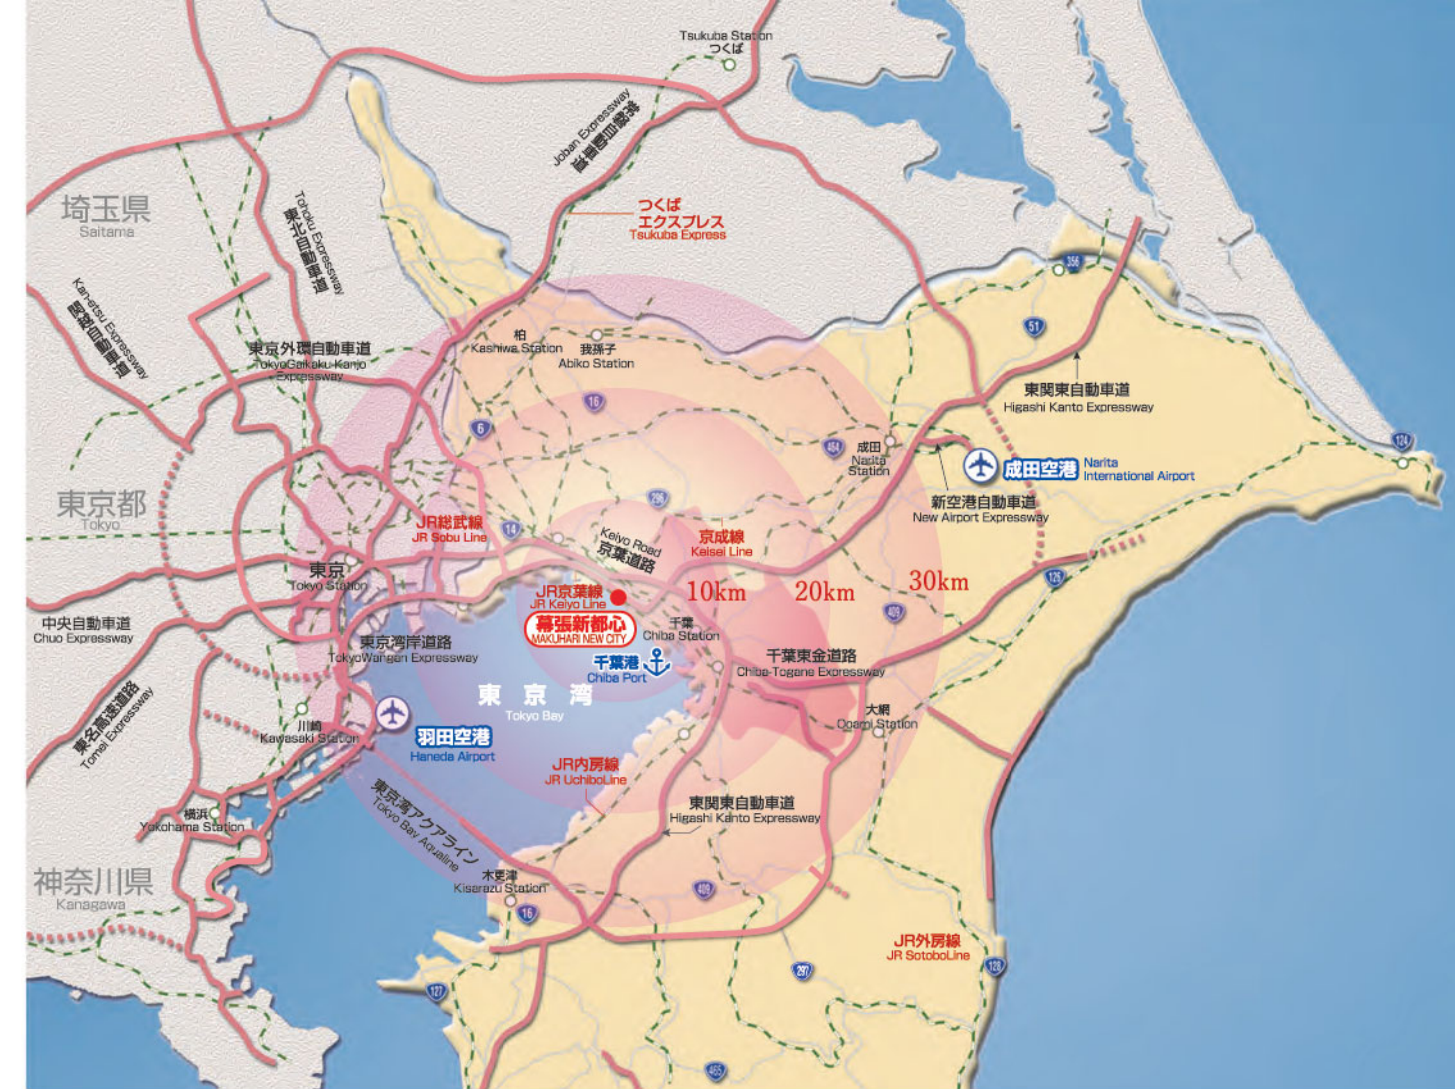 Tsukuba Station
つくば
Joban Expressway
常磐自動車道
つくば
エクスプレス
Tsukuba Express
埼玉県
Saitama
Tohoku Expressway
東北自動車道
Kan-etsu Expressway
関越自動車道
356
51
東京外環自動車道
TokyoGaikaku-Kanjo
Expressway
柏
Kashiwa Station
我孫子
Abiko Station
東関東自動車道
Higashi Kanto Expressway
16
6
464
成田
Narita
Station
124
成田空港
Narita
International Airport
296
新空港自動車道
New Airport Expressway
東京都
Tokyo
JR総武線
JR Sobu Line
14
Keiyo Road
京葉道路
京成線
Keisei Line
東京
Tokyo Station
JR京葉線
JR Keiyo Line
10km
20km
30km
126
409
中央自動車道
Chuo Expressway
幕張新都心
MAKUHARI NEW CITY
千葉
Chiba Station
東京湾岸道路
TokyoWangan Expressway
千葉港
Chiba Port
千葉東金道路
Chiba-Togane Expressway
東京湾
Tokyo Bay
東名高速道路
Tomei Expressway
川崎
Kawasaki Station
羽田空港
Haneda Airport
大網
Ooami Station
JR内房線
JR UchiboLine
東京湾アクアライン
Tokyo Bay Aqualine
東関東自動車道
Higashi Kanto Expressway
横浜
Yokohama Station
神奈川県
Kanagawa
木更津
Kisarazu Station
16
409
JR外房線
JR SotoboLine
297
128
127
465